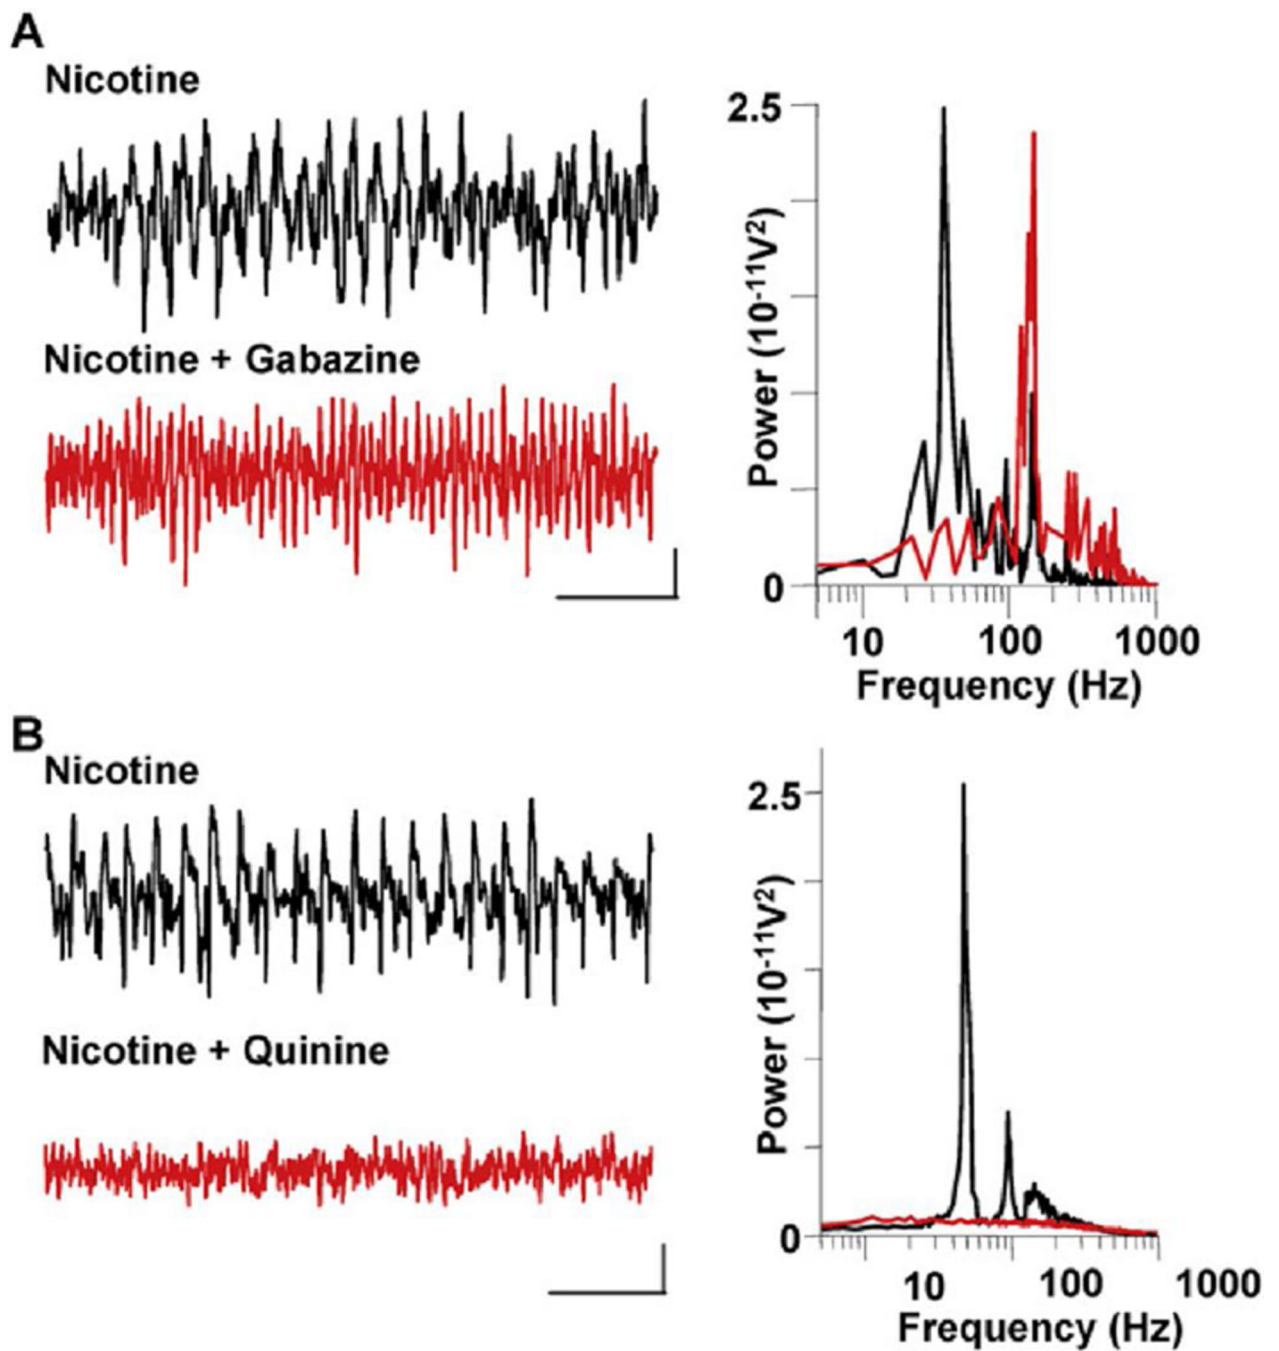 A
Nicotine
Nicotine + Gabazine
2.5
Power (10⁻¹¹V²)
0
10 100 1000
Frequency (Hz)
B
Nicotine
Nicotine + Quinine
2.5
Power (10⁻¹¹V²)
0
10 100 1000
Frequency (Hz)